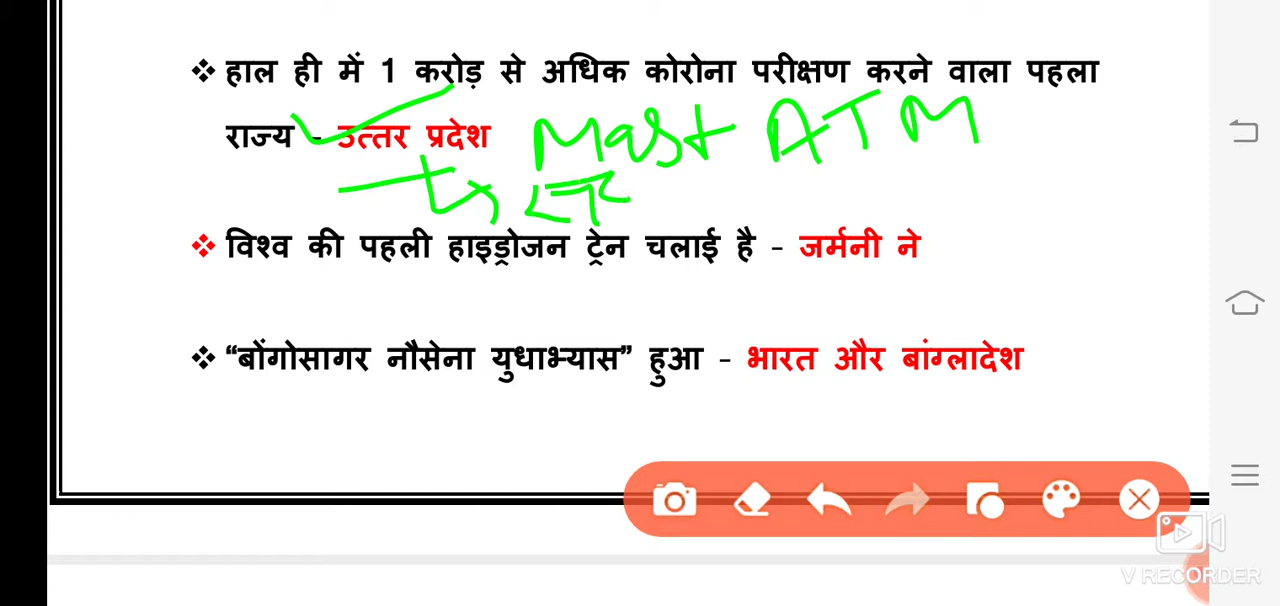 ❖ हाल ही में 1 करोड़ से अधिक कोरोना परीक्षण करने वाला पहला
राज्य - उत्तर प्रदेश
Mast ATM
❖ विश्व की पहली हाइड्रोजन ट्रेन चलाई है - जर्मनी ने
❖ “बोंगोसागर नौसेना युधाभ्यास” हुआ - भारत और बांग्लादेश
V RECORDER